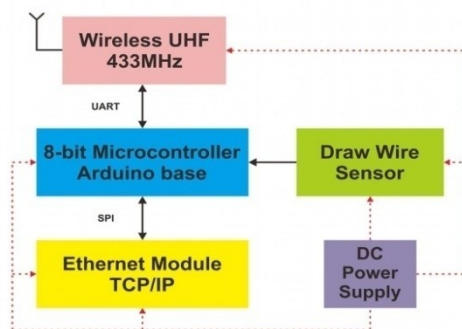 Wireless UHF
433MHz
UART
8-bit Microcontroller
Arduino base
Draw Wire
Sensor
SPI
Ethernet Module
TCP/IP
DC
Power
Supply